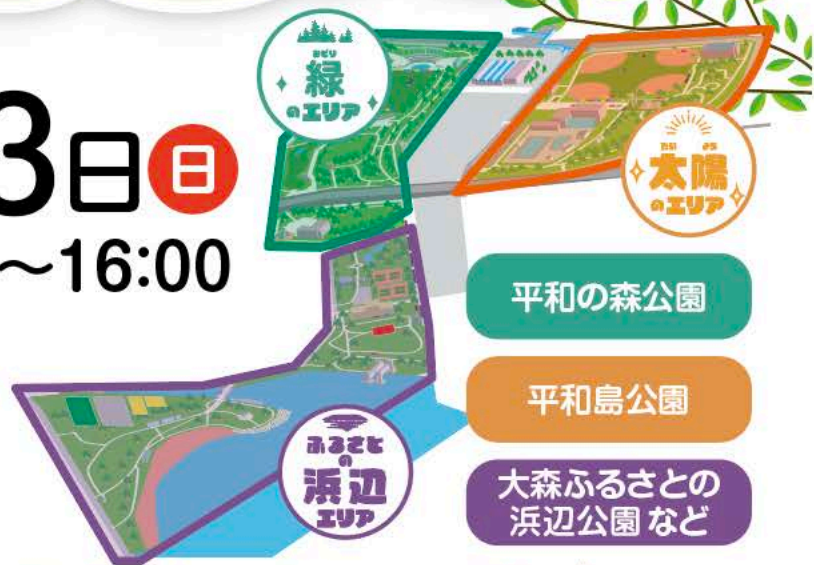 3日 日
〜16:00
みどり
緑
のエリア
たい よう
太陽
のエリア
平和の森公園
平和島公園
ふるさと
の
浜辺
エリア
大森ふるさとの
浜辺公園 など